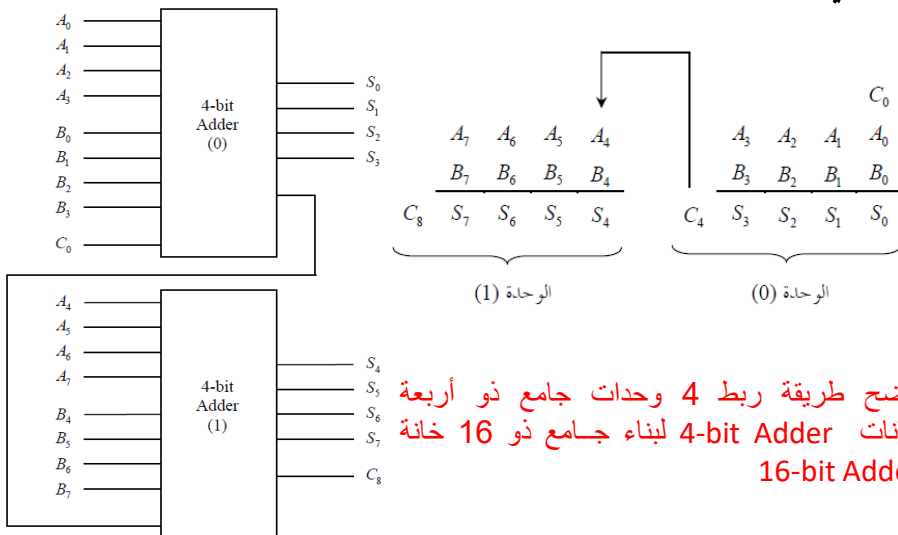 A₀
A₁
A₂
A₃
B₀
B₁
B₂
B₃
C₀
4-bit
Adder
(0)
S₀
S₁
S₂
S₃
A₄
A₅
A₆
A₇
B₄
B₅
B₆
B₇
4-bit
Adder
(1)
S₄
S₅
S₆
S₇
C₈
C₀
A₇ A₆ A₅ A₄ A₃ A₂ A₁ A₀
B₇ B₆ B₅ B₄ B₃ B₂ B₁ B₀
C₈ S₇ S₆ S₅ S₄ C₄ S₃ S₂ S₁ S₀
الوحدة (1)
الوحدة (0)
طريقة ربط 4 وحدات جامع ذو أربعة
4-bit Adder لبناء جــامع ذو 16 خانة
16-bit